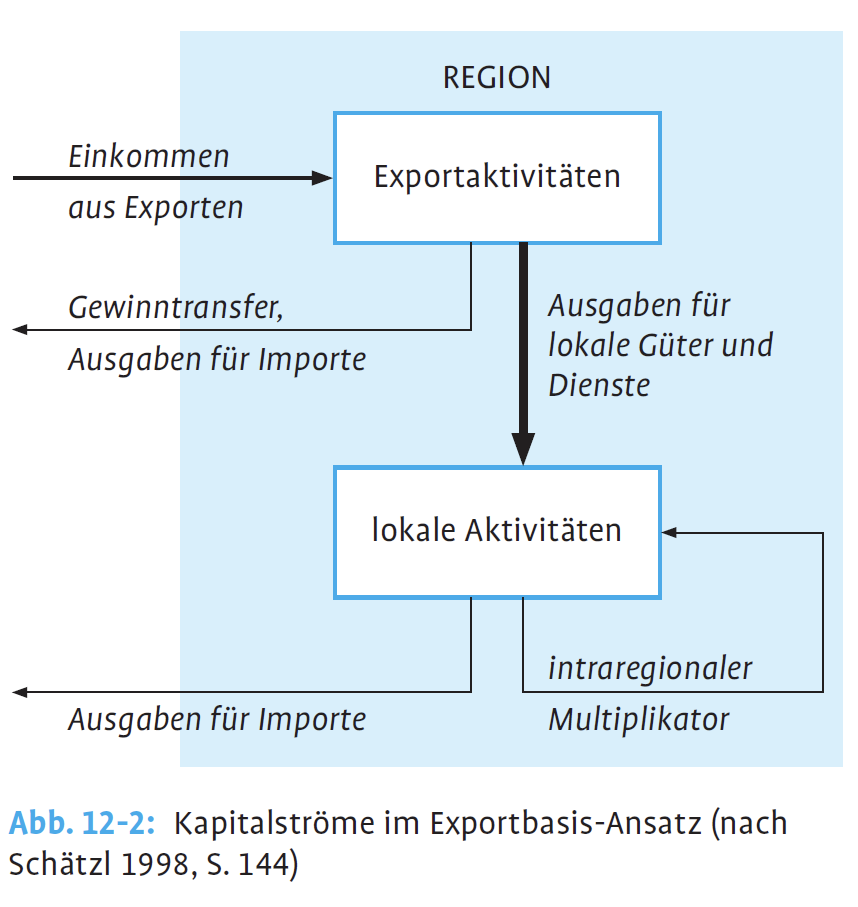 REGION
Einkommen
aus Exporten
Exportaktivitäten
Gewinntransfer,
Ausgaben für Importe
Ausgaben für
lokale Güter und
Dienste
lokale Aktivitäten
intraregionaler
Multiplikator
Ausgaben für Importe
Abb. 12-2: Kapitalströme im Exportbasis-Ansatz (nach
Schätzl 1998, S. 144)